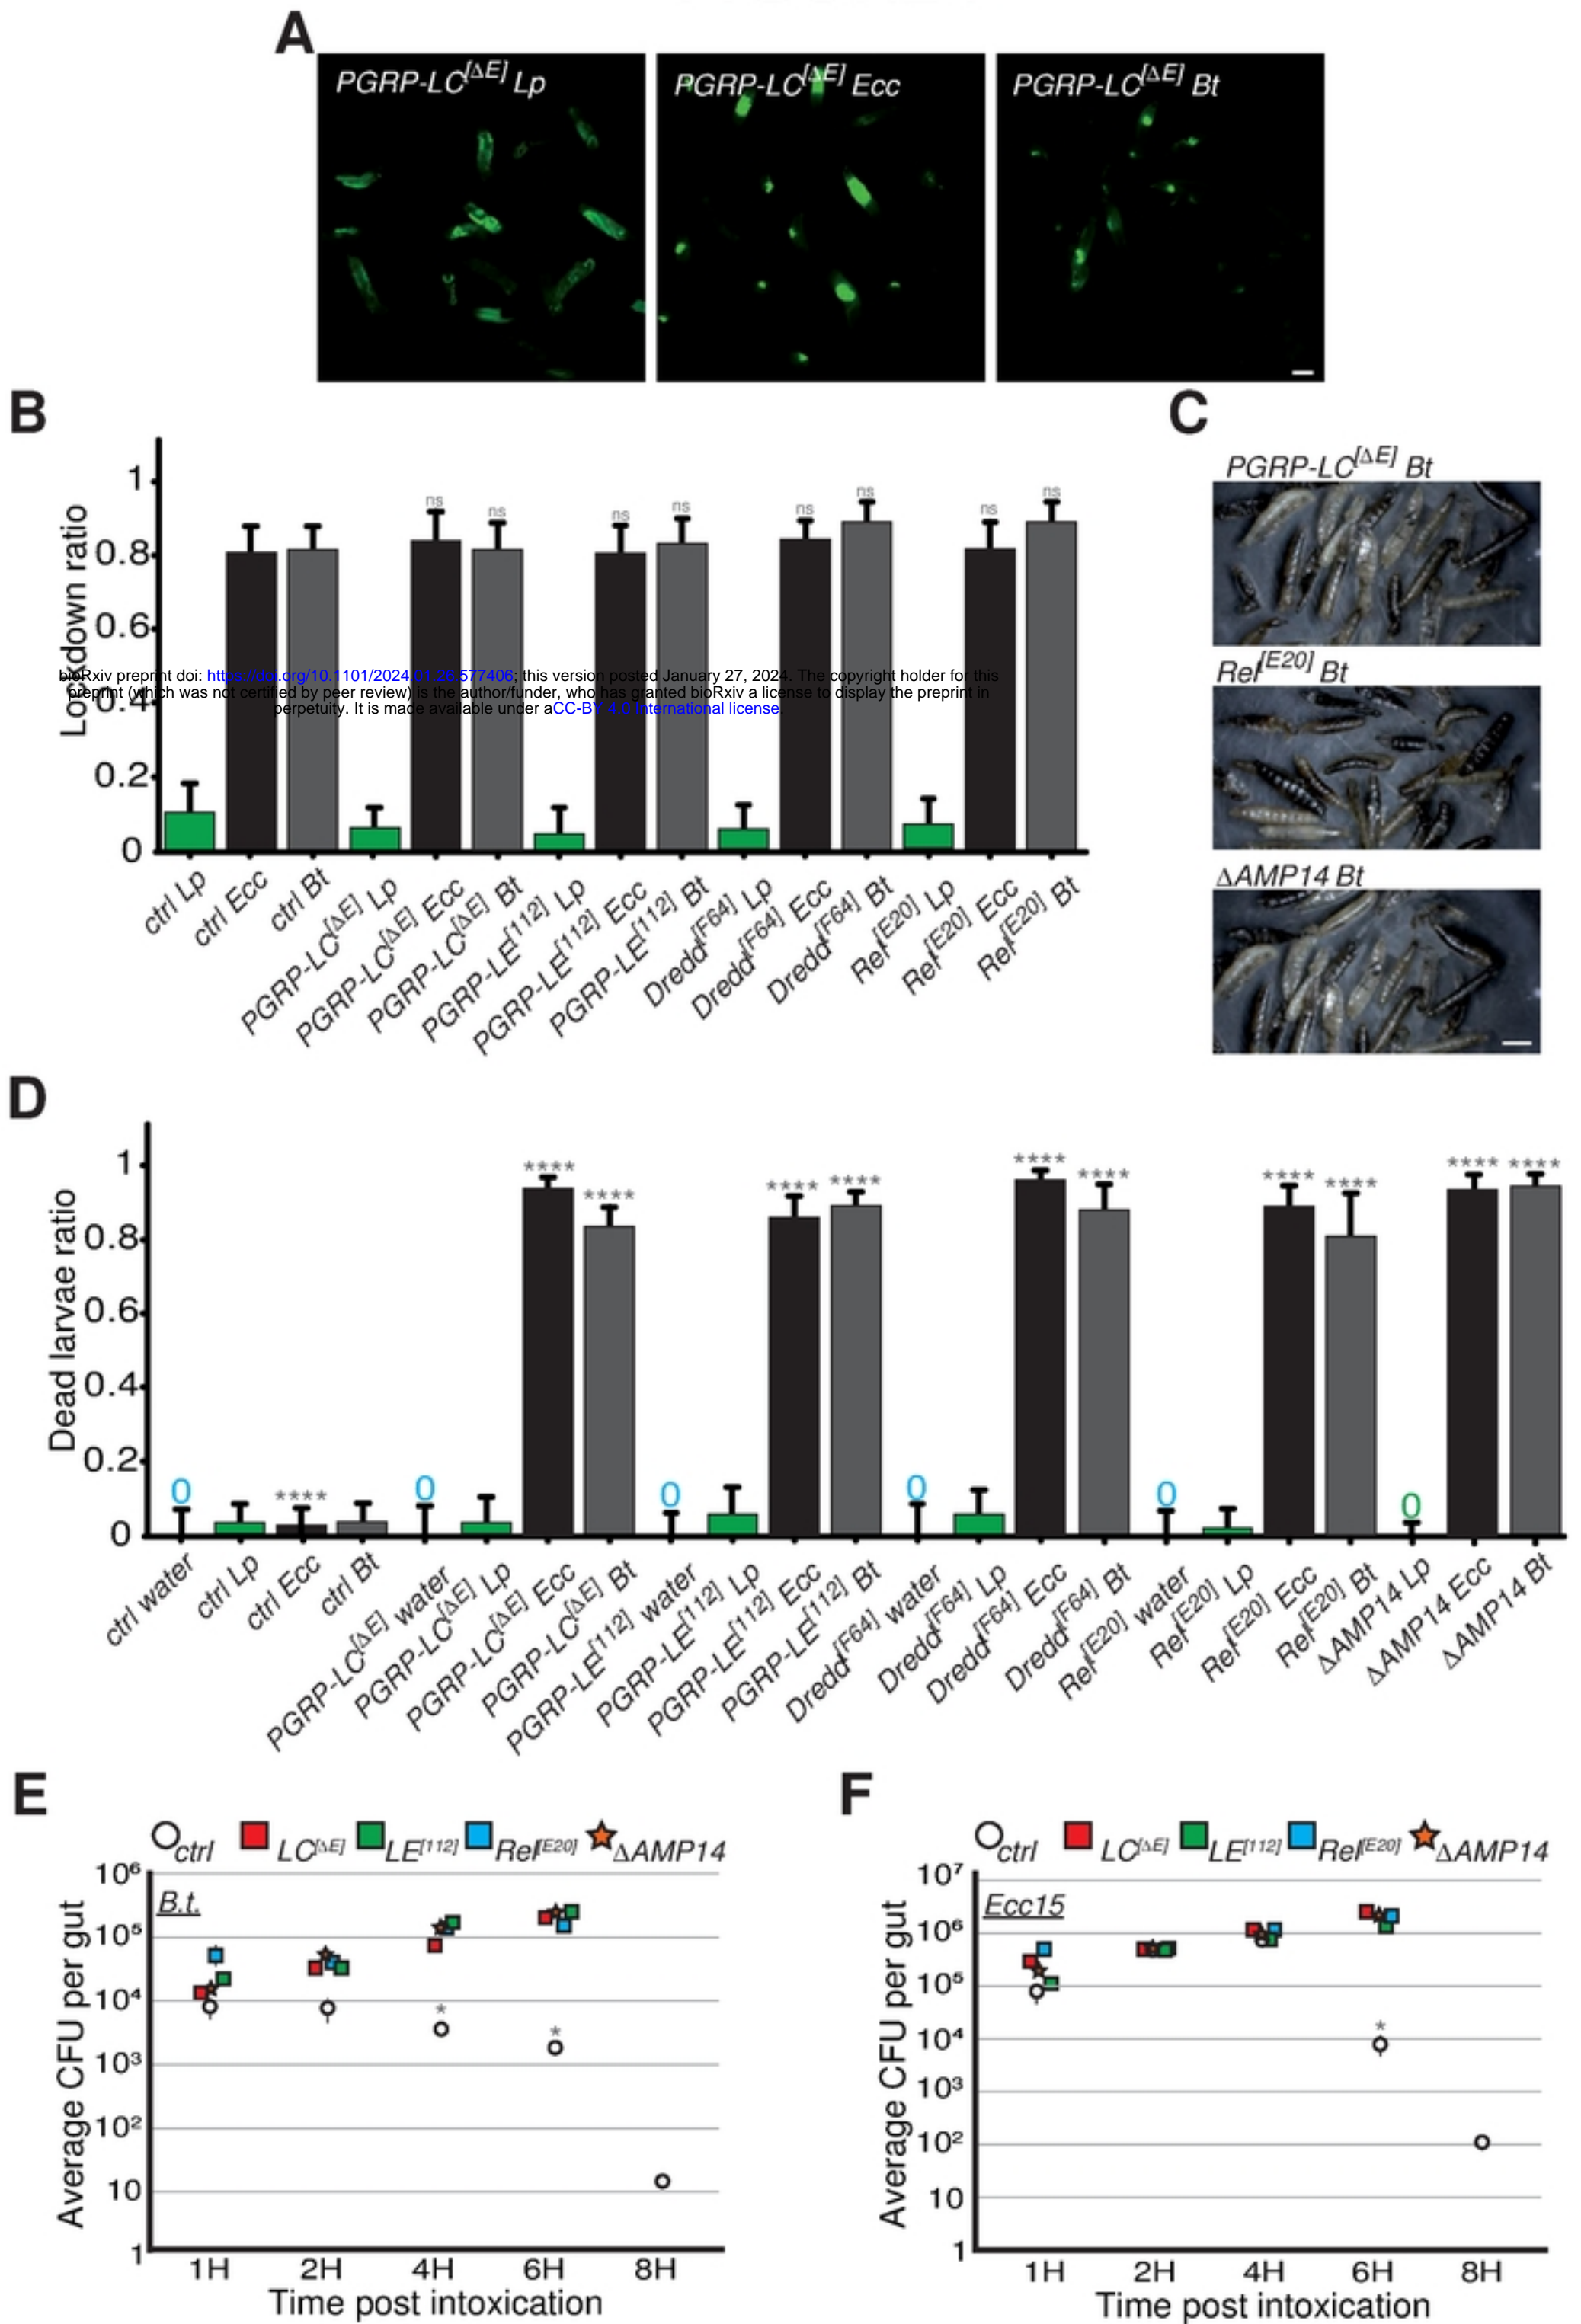 A
PGRP-LC[ΔE] Lp
PGRP-LC[ΔE] Ecc
PGRP-LC[ΔE] Bt
B
C
Lockdown ratio
1
0.8
0.6
0.4
0.2
0
ns
ns
ns
ns
ns
ns
ns
ns
ctrl Lp
ctrl Ecc
ctrl Bt
PGRP-LC[ΔE] Lp
PGRP-LC[ΔE] Ecc
PGRP-LC[ΔE] Bt
PGRP-LE[112] Lp
PGRP-LE[112] Ecc
PGRP-LE[112] Bt
Dredd[F64] Lp
Dredd[F64] Ecc
Dredd[F64] Bt
Rel[E20] Lp
Rel[E20] Ecc
Rel[E20] Bt
bioRxiv preprint doi: https://doi.org/10.1101/2024.01.26.577406; this version posted January 27, 2024. The copyright holder for this
preprint (which was not certified by peer review) is the author/funder, who has granted bioRxiv a license to display the preprint in
perpetuity. It is made available under aCC-BY 4.0 International license
PGRP-LC[ΔE] Bt
Rel[E20] Bt
ΔAMP14 Bt
D
Dead larvae ratio
1
0.8
0.6
0.4
0.2
0
0
****
0
****
****
0
****
****
0
****
****
0
****
****
0
****
****
ctrl water
ctrl Lp
ctrl Ecc
ctrl Bt
PGRP-LC[ΔE] water
PGRP-LC[ΔE] Lp
PGRP-LC[ΔE] Ecc
PGRP-LC[ΔE] Bt
PGRP-LE[112] water
PGRP-LE[112] Lp
PGRP-LE[112] Ecc
PGRP-LE[112] Bt
Dredd[F64] water
Dredd[F64] Lp
Dredd[F64] Ecc
Dredd[F64] Bt
Rel[E20] water
Rel[E20] Lp
Rel[E20] Ecc
Rel[E20] Bt
ΔAMP14 Lp
ΔAMP14 Ecc
ΔAMP14 Bt
E
ctrl LC[ΔE] LE[112] Rel[E20] ΔAMP14
B.t.
Average CFU per gut
10⁶
10⁵
10⁴
10³
10²
10
1
*
*
1H 2H 4H 6H 8H
Time post intoxication
F
ctrl LC[ΔE] LE[112] Rel[E20] ΔAMP14
Ecc15
Average CFU per gut
10⁷
10⁶
10⁵
10⁴
10³
10²
10
1
*
1H 2H 4H 6H 8H
Time post intoxication